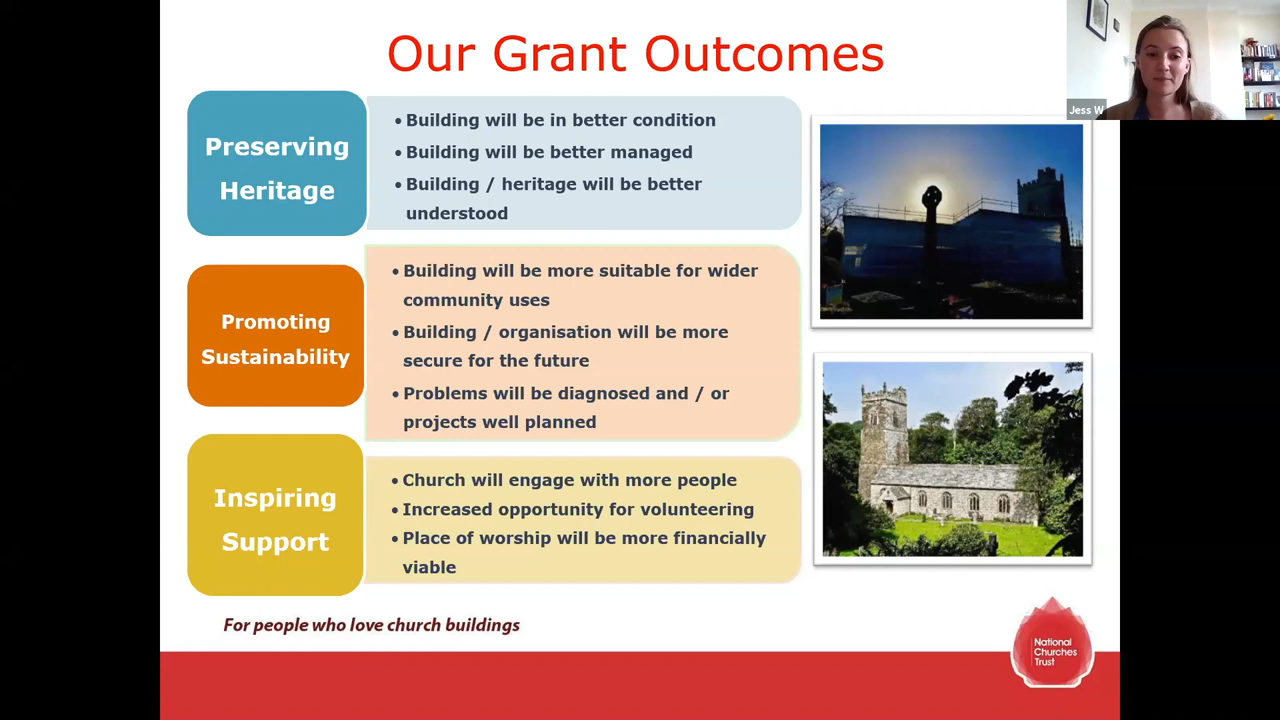 Our Grant Outcomes
Jess W
Preserving
Heritage
• Building will be in better condition
• Building will be better managed
• Building / heritage will be better
understood
Promoting
Sustainability
• Building will be more suitable for wider
community uses
• Building / organisation will be more
secure for the future
• Problems will be diagnosed and / or
projects well planned
Inspiring
Support
• Church will engage with more people
• Increased opportunity for volunteering
• Place of worship will be more financially
viable
For people who love church buildings
National
Churches
Trust